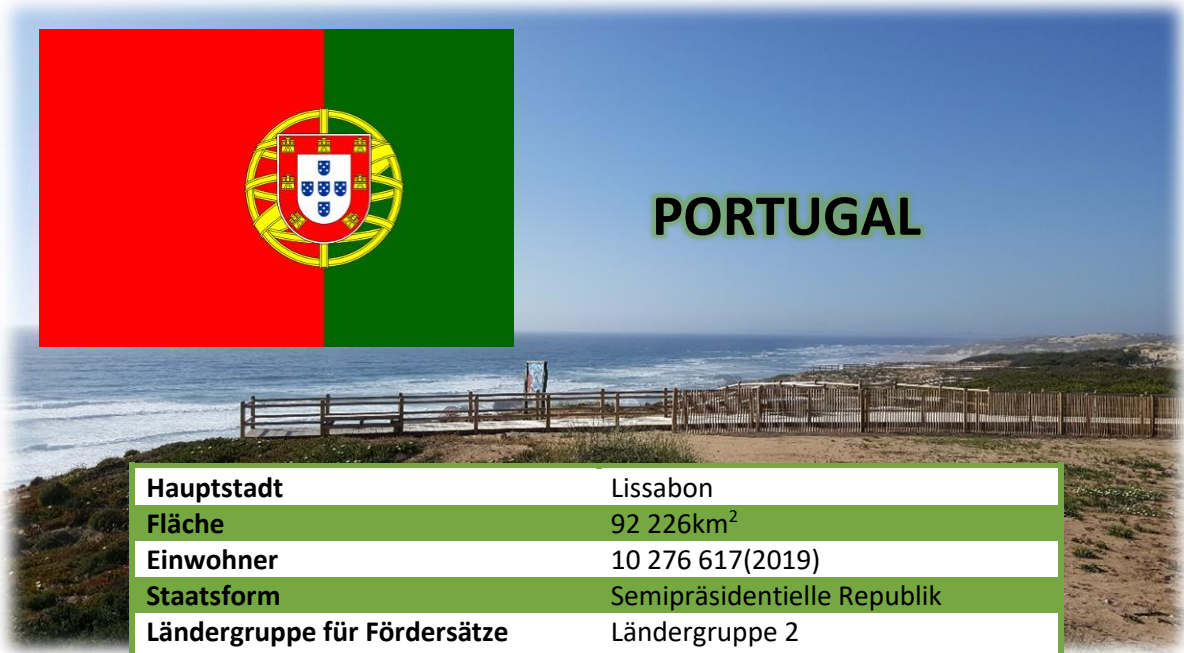 PORTUGAL
Hauptstadt Lissabon
Fläche 92 226km²
Einwohner 10 276 617(2019)
Staatsform Semipräsidentielle Republik
Ländergruppe für Fördersätze Ländergruppe 2